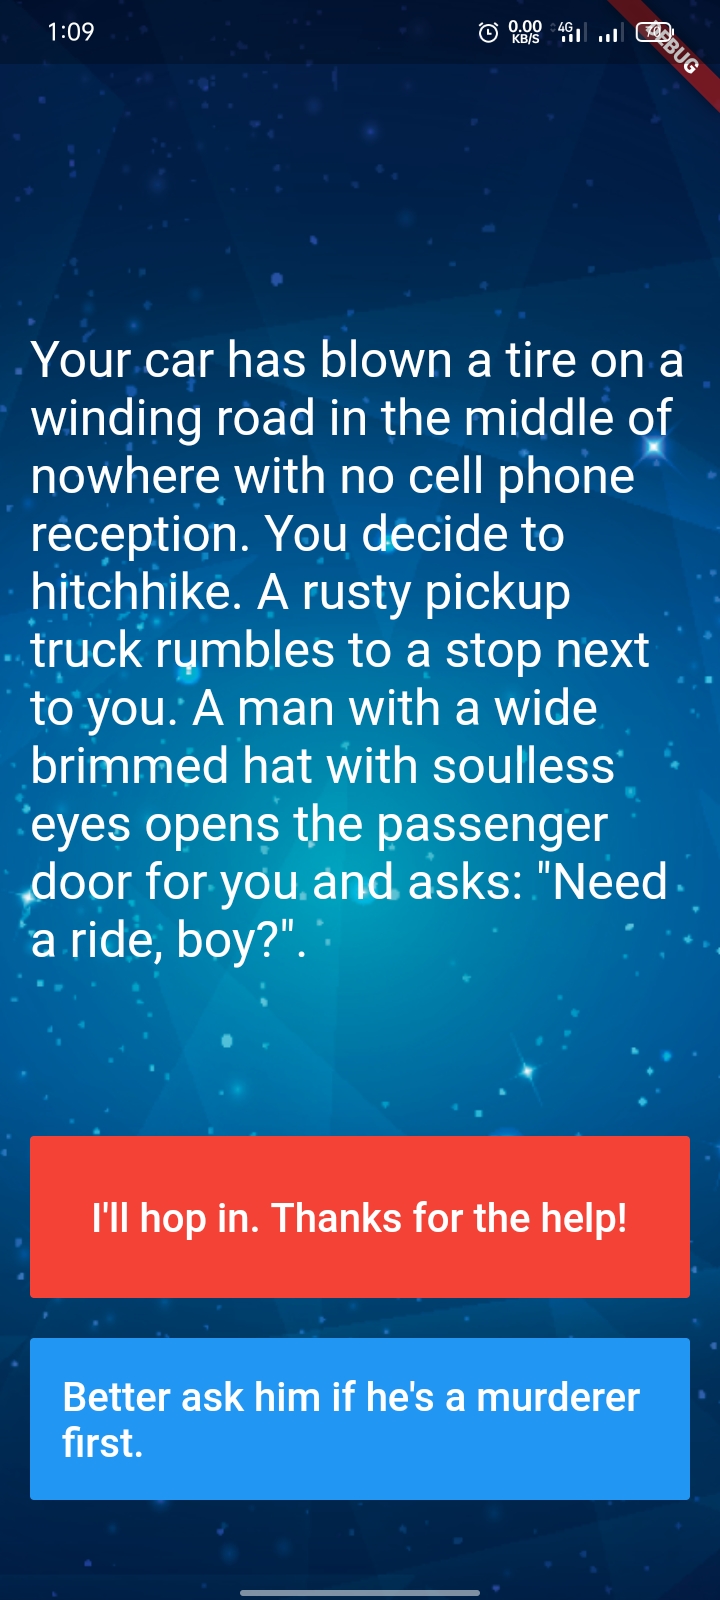 1:09
0.00
KB/S
4G
DEBUG
Your car has blown a tire on a
winding road in the middle of
nowhere with no cell phone
reception. You decide to
hitchhike. A rusty pickup
truck rumbles to a stop next
to you. A man with a wide
brimmed hat with soulless
eyes opens the passenger
door for you and asks: "Need
a ride, boy?".
I'll hop in. Thanks for the help!
Better ask him if he's a murderer
first.